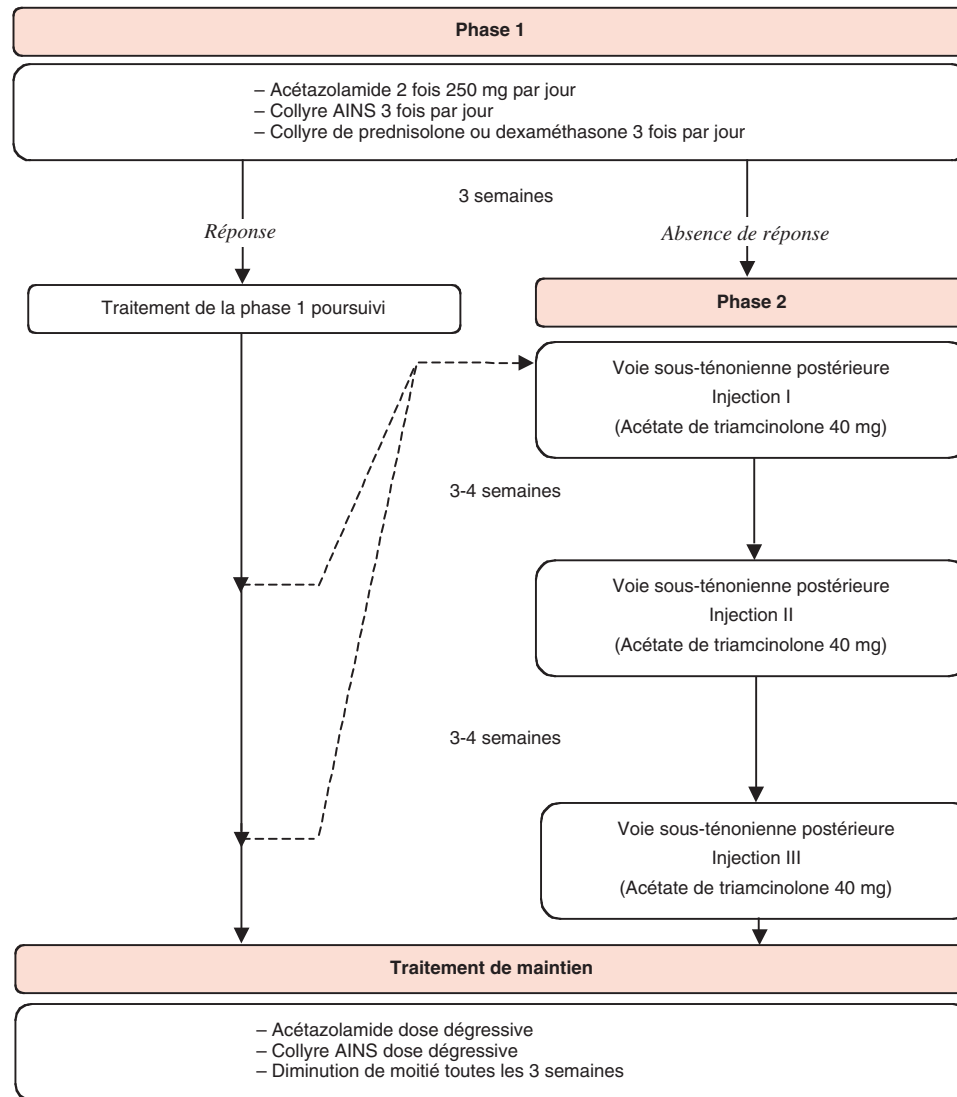 Phase 1
– Acétazolamide 2 fois 250 mg par jour
– Collyre AINS 3 fois par jour
– Collyre de prednisolone ou dexaméthasone 3 fois par jour
3 semaines
Réponse
Absence de réponse
Traitement de la phase 1 poursuivi
Phase 2
Voie sous-ténonienne postérieure
Injection I
(Acétate de triamcinolone 40 mg)
3-4 semaines
Voie sous-ténonienne postérieure
Injection II
(Acétate de triamcinolone 40 mg)
3-4 semaines
Voie sous-ténonienne postérieure
Injection III
(Acétate de triamcinolone 40 mg)
Traitement de maintien
– Acétazolamide dose dégressive
– Collyre AINS dose dégressive
– Diminution de moitié toutes les 3 semaines